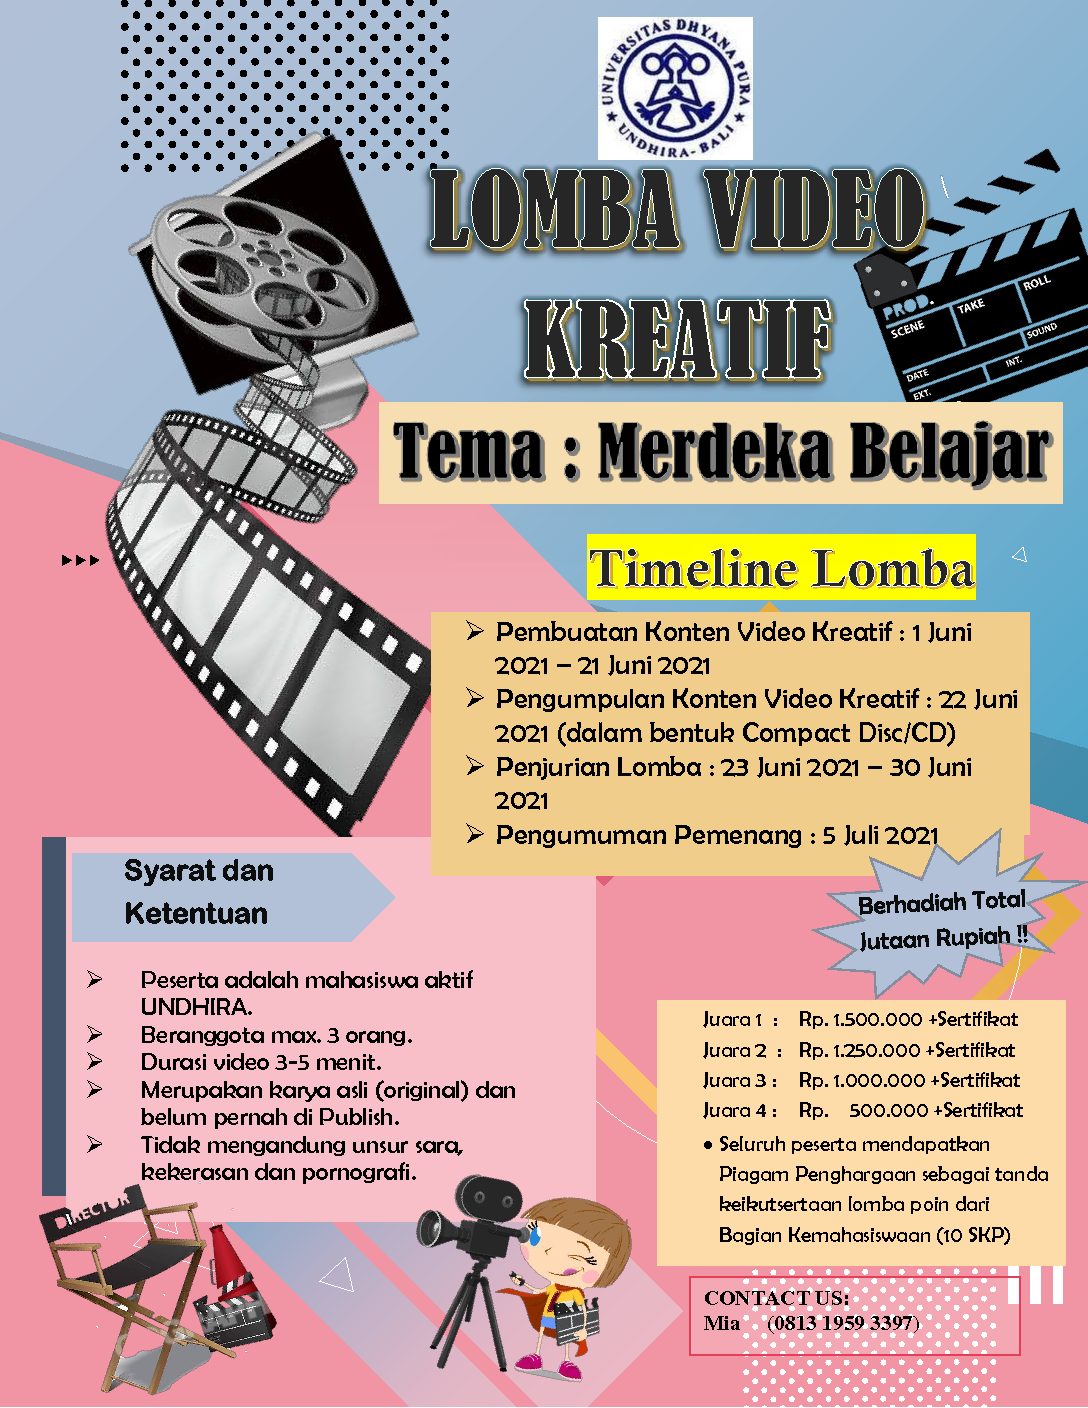 UNIVERSITAS DHYANA PURA
UNDHIRA - BALI
LOMBA VIDEO
KREATIF
PROD.
SCENE
TAKE
ROLL
DATE
EXT.
INT.
SOUND
Tema : Merdeka Belajar
Timeline Lomba
➢ Pembuatan Konten Video Kreatif : 1 Juni
2021 – 21 Juni 2021
➢ Pengumpulan Konten Video Kreatif : 22 Juni
2021 (dalam bentuk Compact Disc/CD)
➢ Penjurian Lomba : 23 Juni 2021 – 30 Juni
2021
➢ Pengumuman Pemenang : 5 Juli 2021
Syarat dan
Ketentuan
➢ Peserta adalah mahasiswa aktif
UNDHIRA.
➢ Beranggota max. 3 orang.
➢ Durasi video 3-5 menit.
➢ Merupakan karya asli (original) dan
belum pernah di Publish.
➢ Tidak mengandung unsur sara,
kekerasan dan pornografi.
Berhadiah Total
Jutaan Rupiah !!
Juara 1 : Rp. 1.500.000 +Sertifikat
Juara 2 : Rp. 1.250.000 +Sertifikat
Juara 3 : Rp. 1.000.000 +Sertifikat
Juara 4 : Rp. 500.000 +Sertifikat
• Seluruh peserta mendapatkan
Piagam Penghargaan sebagai tanda
keikutsertaan lomba poin dari
Bagian Kemahasiswaan (10 SKP)
DIRECTOR
CONTACT US:
Mia (0813 1959 3397)